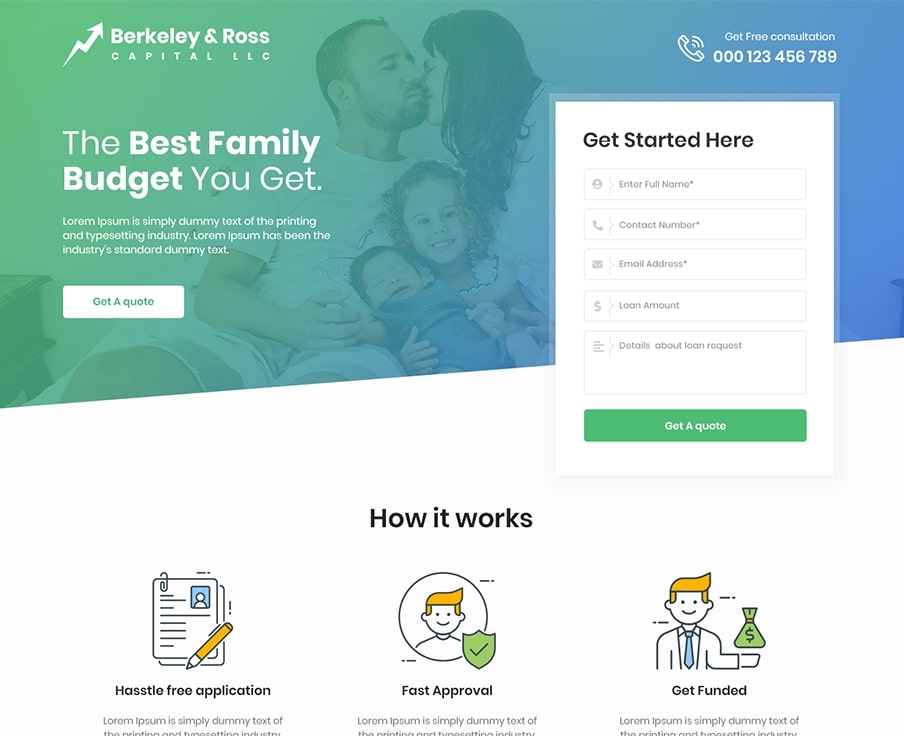 Berkeley & Ross
CAPITAL LLC
Get Free consultation
000 123 456 789
The Best Family
Budget You Get.
Lorem Ipsum is simply dummy text of the printing
and typesetting industry. Lorem Ipsum has been the
industry's standard dummy text.
Get A quote
Get Started Here
Enter Full Name*
Contact Number*
Email Address*
Loan Amount
Details about loan request
Get A quote
How it works
Hasstle free application
Fast Approval
Get Funded
Lorem Ipsum is simply dummy text of
and typesetting industry
Lorem Ipsum is simply dummy text of
the printing and typesetting industry
Lorem Ipsum is simply dummy text of
the printing and typesetting industry